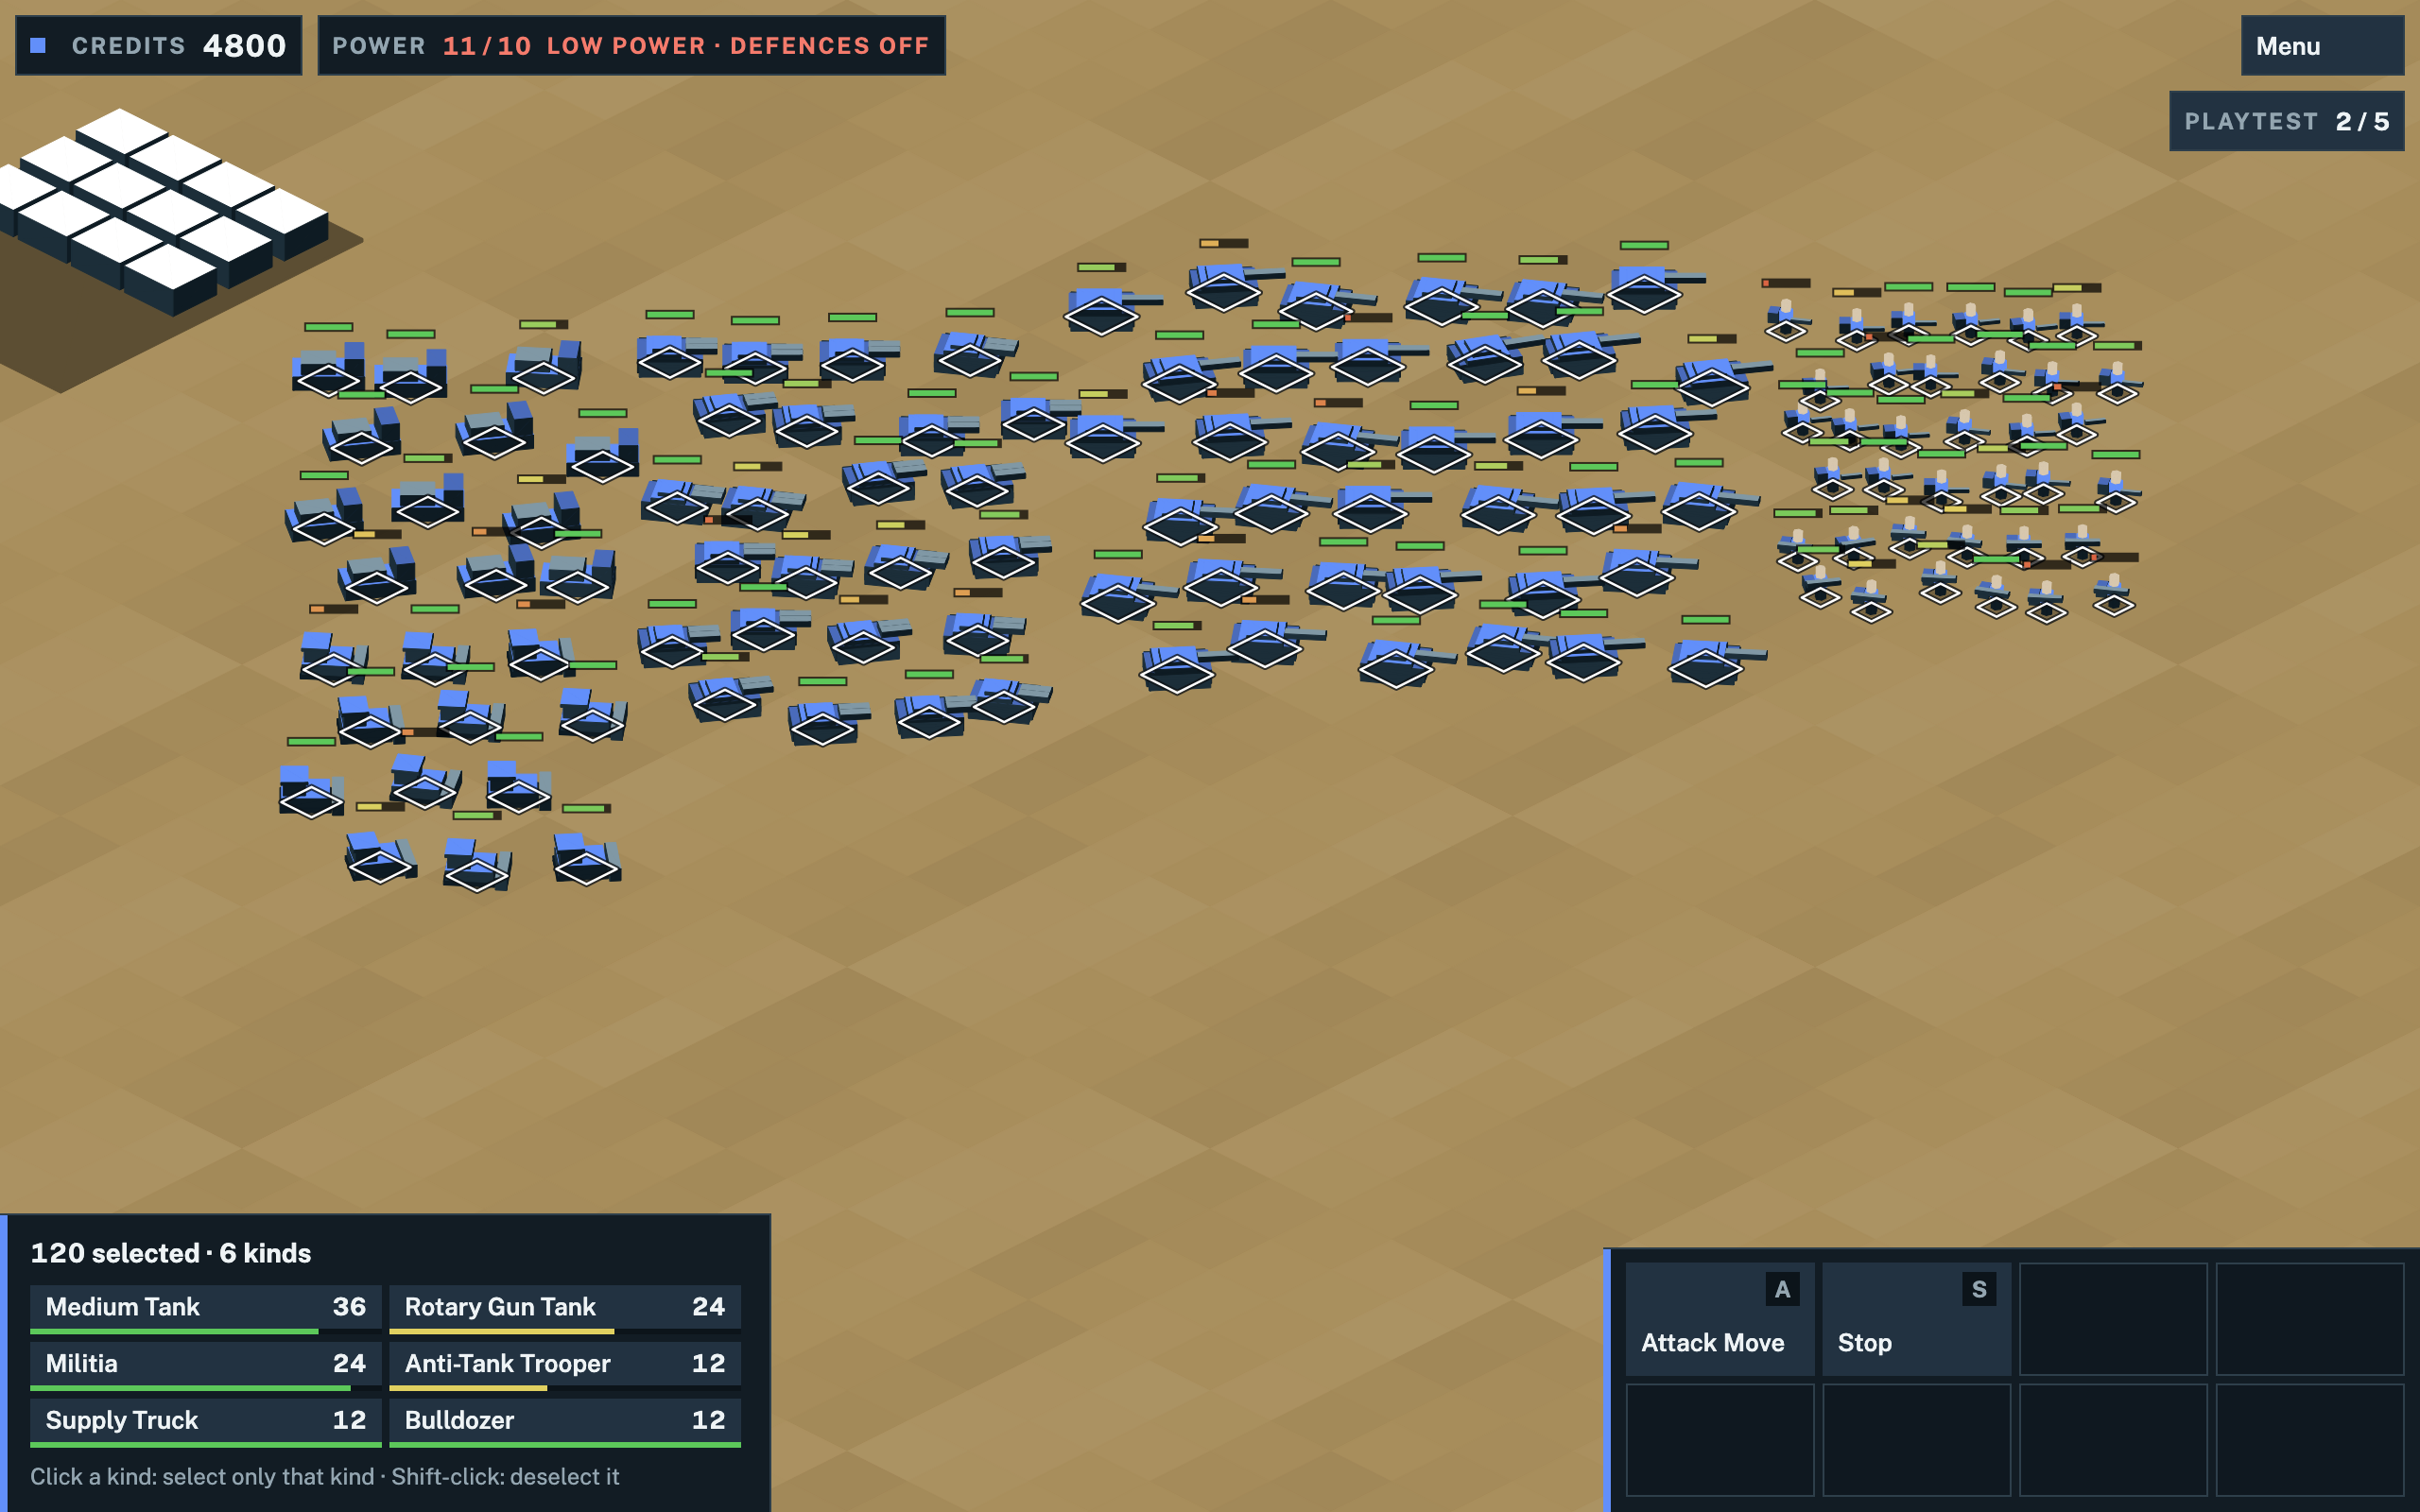 CREDITS 4800
POWER 11/10 LOW POWER · DEFENCES OFF
Menu
PLAYTEST 2/5
120 selected · 6 kinds
Medium Tank 36
Rotary Gun Tank 24
Militia 24
Anti-Tank Trooper 12
Supply Truck 12
Bulldozer 12
Click a kind: select only that kind · Shift-click: deselect it
A
Attack Move
S
Stop